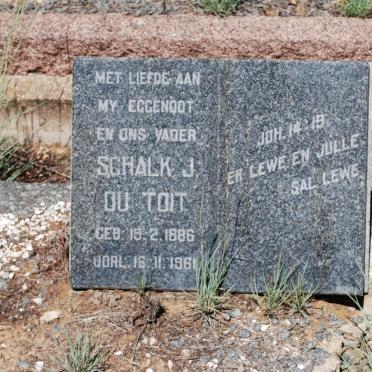 MET LIEFDE AAN
MY EGGENOOT
EN ONS VADER
SCHALK J.
DU TOIT
GEB. 18-2-1886
OORL. 16-11-1961
JOH. 14:19
EK LEWE EN JULLE
SAL LEWE.